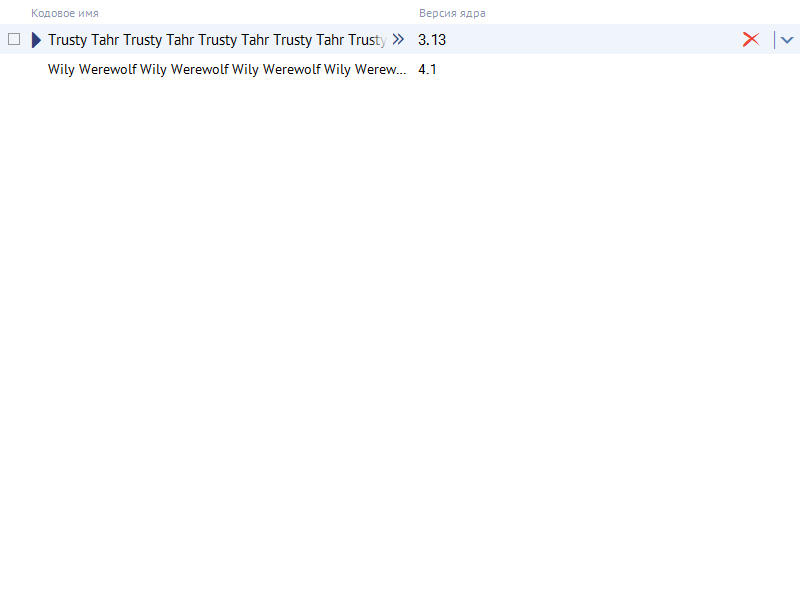 Кодовое имя Версия ядра
Trusty Tahr Trusty Tahr Trusty Tahr Trusty Tahr Trusty » 3.13
Wily Werewolf Wily Werewolf Wily Werewolf Wily Werew... 4.1